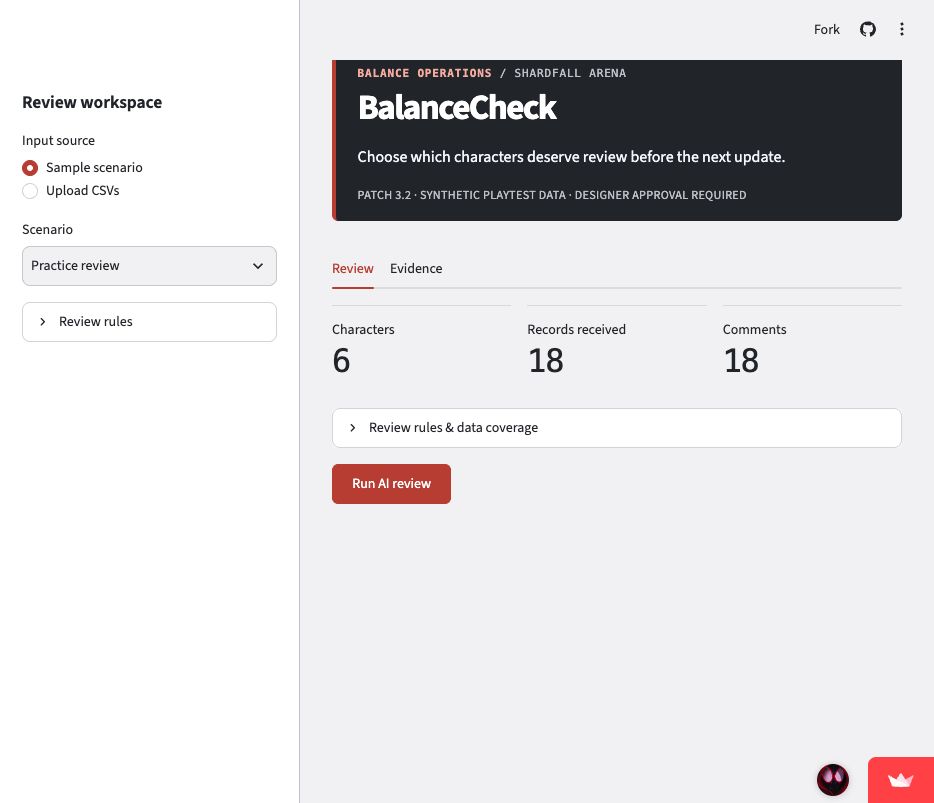 Fork
Review workspace
Input source
Sample scenario
Upload CSVs
Scenario
Practice review
Review rules
BALANCE OPERATIONS / SHARDFALL ARENA
BalanceCheck
Choose which characters deserve review before the next update.
PATCH 3.2 · SYNTHETIC PLAYTEST DATA · DESIGNER APPROVAL REQUIRED
Review Evidence
Characters Records received Comments
6 18 18
Review rules & data coverage
Run AI review